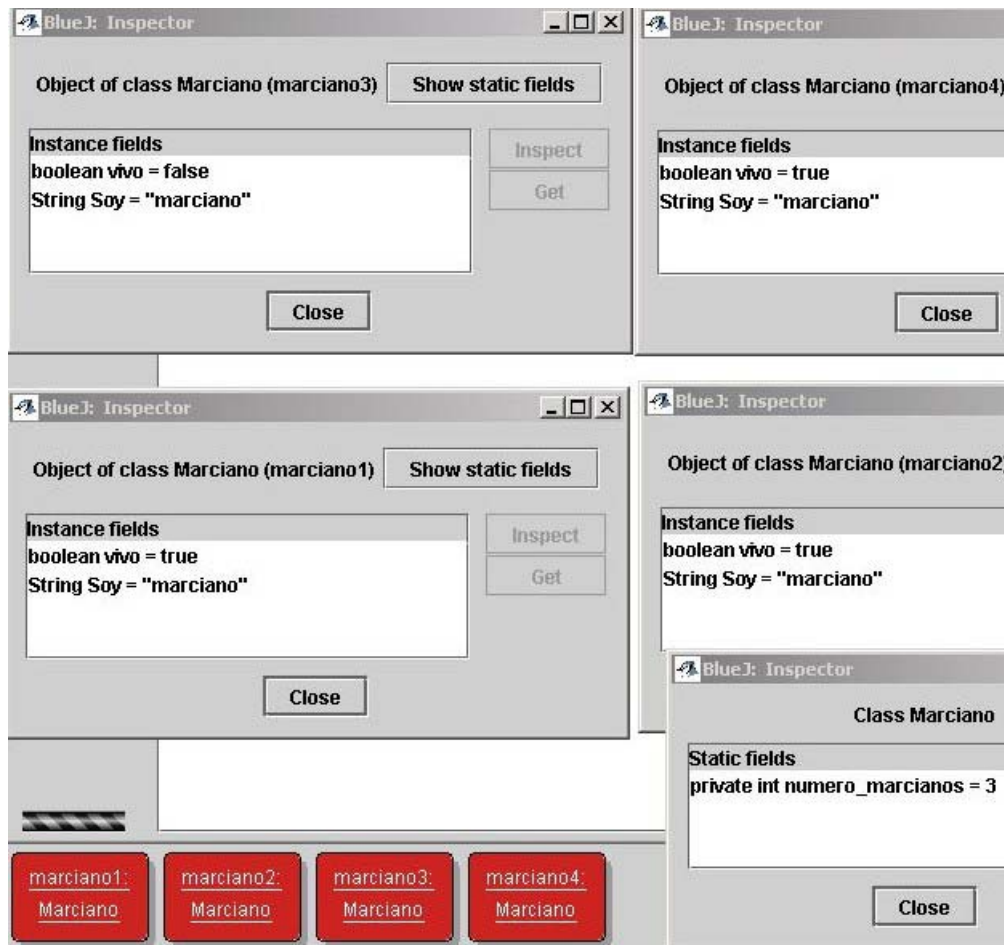 BlueJ: Inspector
Object of class Marciano (marciano3) Show static fields
Instance fields
boolean vivo = false
String Soy = "marciano"
Inspect
Get
Close
BlueJ: Inspector
Object of class Marciano (marciano4)
Instance fields
boolean vivo = true
String Soy = "marciano"
Close
BlueJ: Inspector
Object of class Marciano (marciano1) Show static fields
Instance fields
boolean vivo = true
String Soy = "marciano"
Inspect
Get
Close
BlueJ: Inspector
Object of class Marciano (marciano2)
Instance fields
boolean vivo = true
String Soy = "marciano"
BlueJ: Inspector
Class Marciano
Static fields
private int numero_marcianos = 3
Close
marciano1:
Marciano
marciano2:
Marciano
marciano3:
Marciano
marciano4:
Marciano